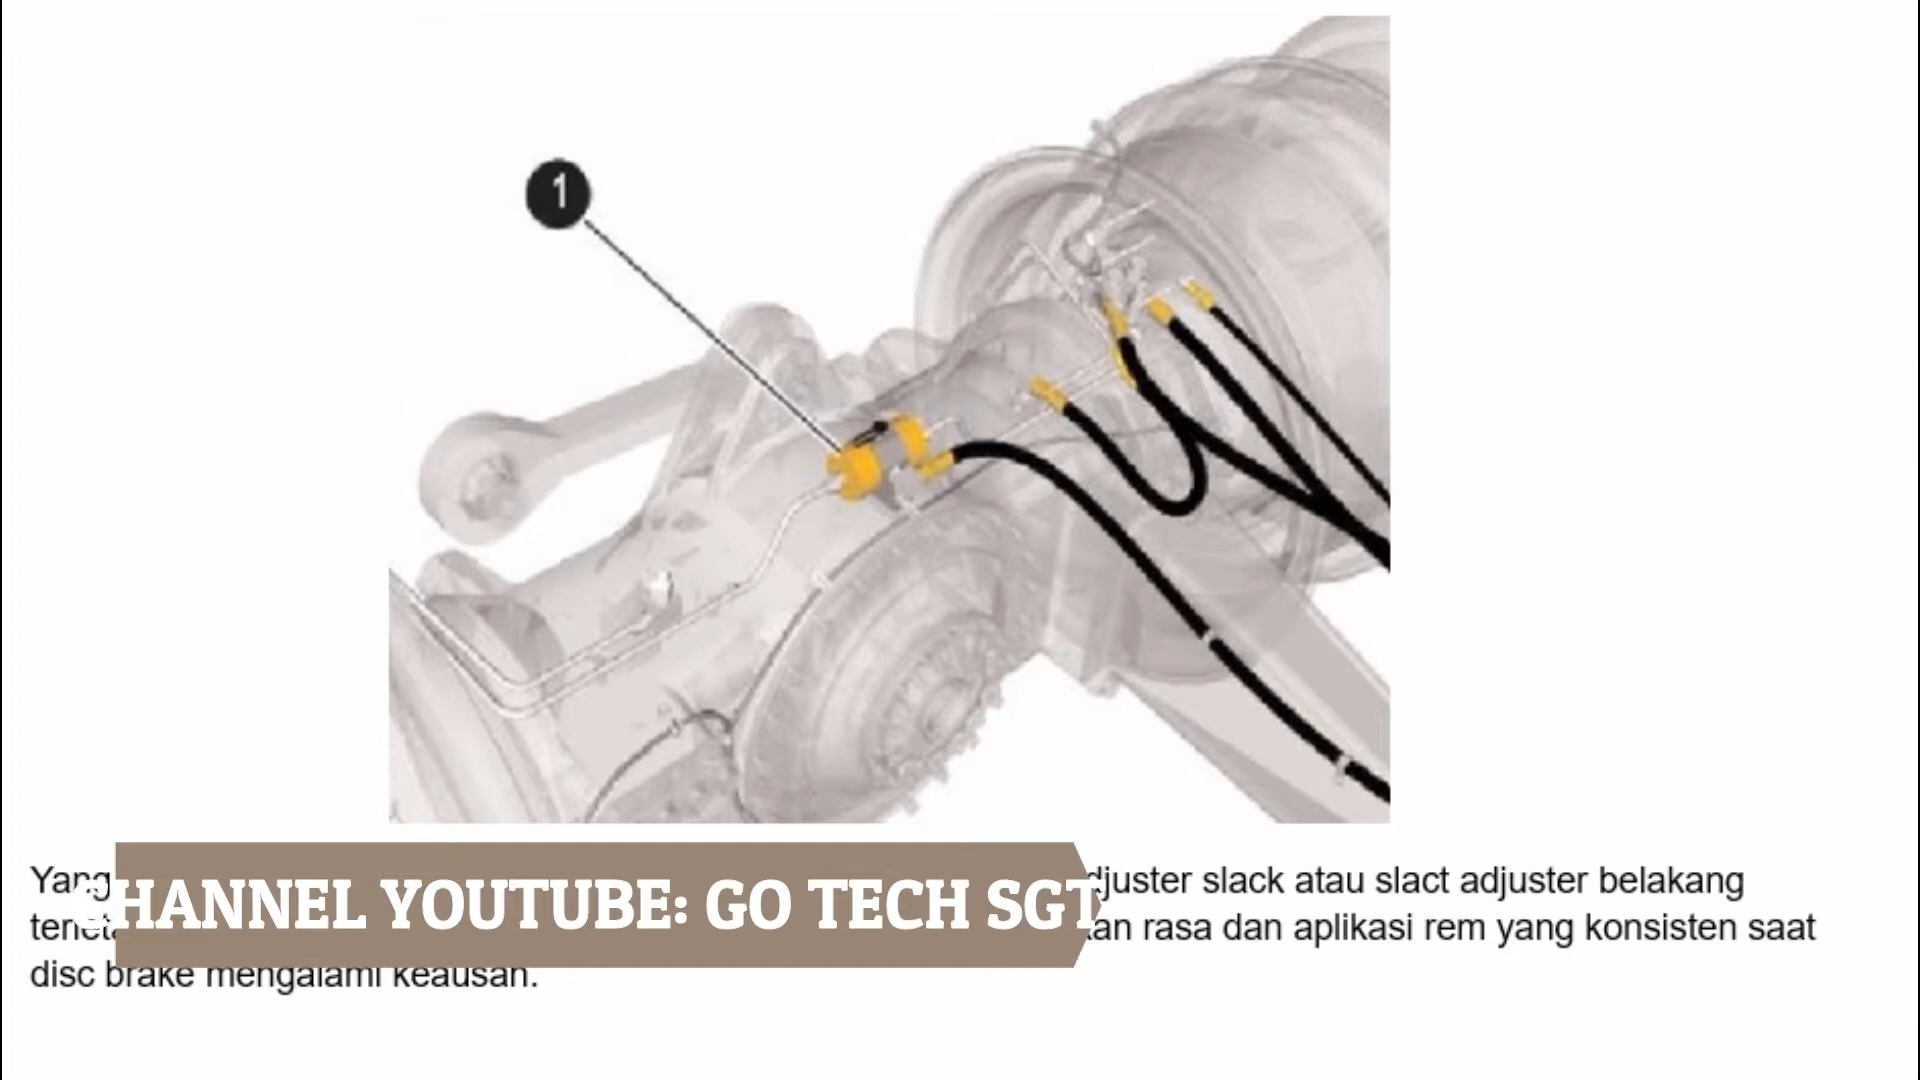 1
Yang djuster slack atau slact adjuster belakang
CHANNEL YOUTUBE: GO TECH SGT
an rasa dan aplikasi rem yang konsisten saat
disc brake mengalami keausan.